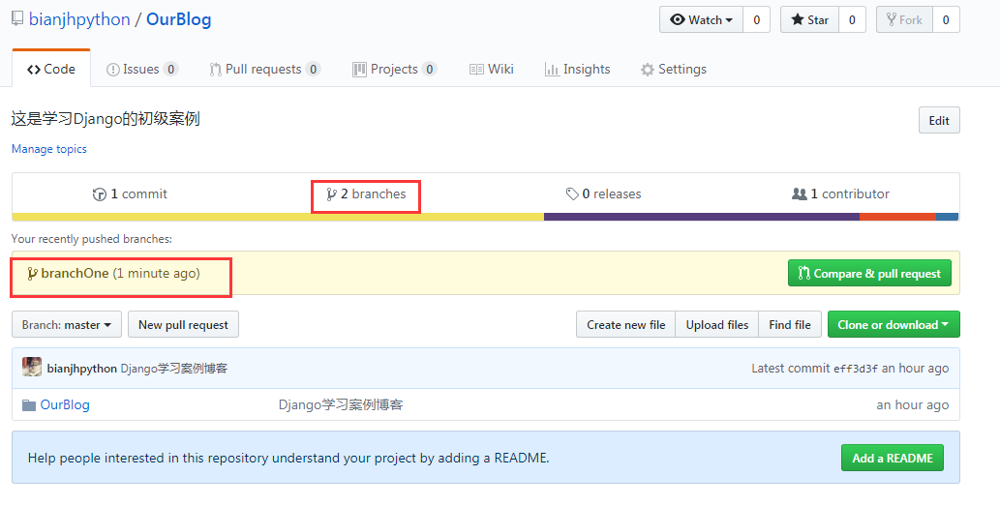 bianjhpython / OurBlog Watch 0 Star 0 Fork 0
Code Issues 0 Pull requests 0 Projects 0 Wiki Insights Settings
这是学习Django的初级案例 Edit
Manage topics
1 commit 2 branches 0 releases 1 contributor
Your recently pushed branches:
branchOne (1 minute ago) Compare & pull request
Branch: master New pull request Create new file Upload files Find file Clone or download
bianjhpython Django学习案例博客 Latest commit eff3d3f an hour ago
OurBlog Django学习案例博客 an hour ago
Help people interested in this repository understand your project by adding a README. Add a README